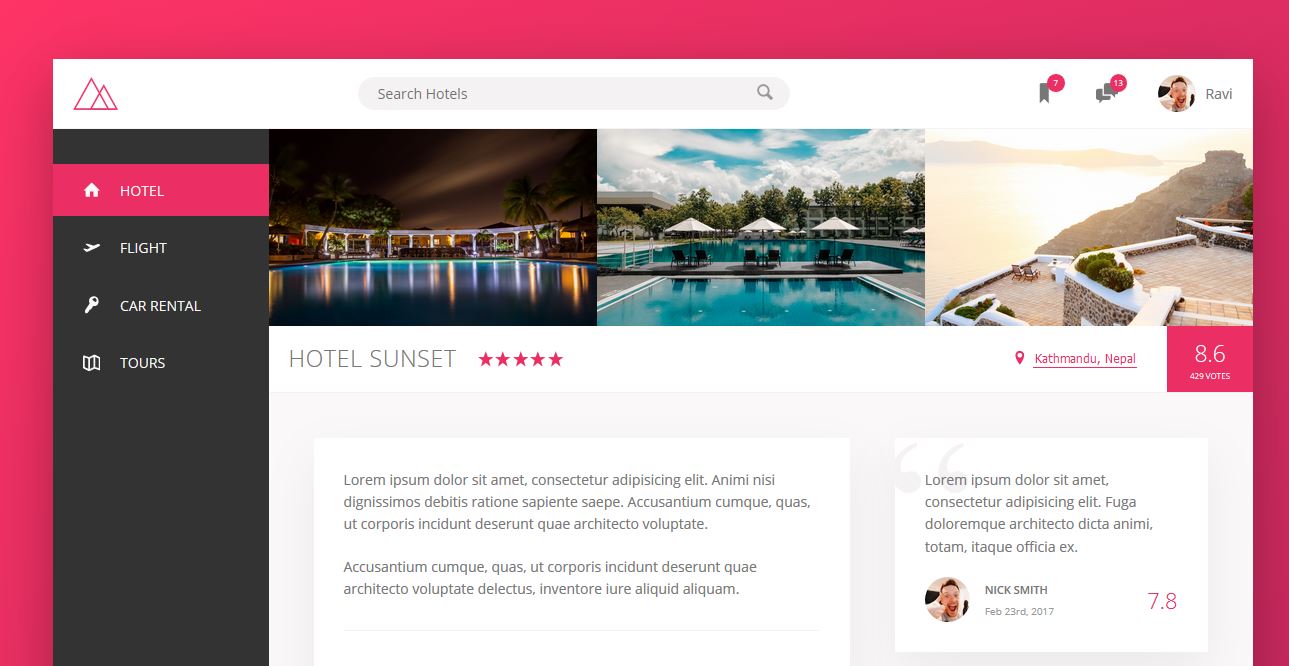 Search Hotels
7
13
Ravi
HOTEL
FLIGHT
CAR RENTAL
TOURS
HOTEL SUNSET
Kathmandu, Nepal
8.6
429 VOTES
Lorem ipsum dolor sit amet, consectetur adipisicing elit. Animi nisi
dignissimos debitis ratione sapiente saepe. Accusantium cumque, quas,
ut corporis incidunt deserunt quae architecto voluptate.
Accusantium cumque, quas, ut corporis incidunt deserunt quae
architecto voluptate delectus, inventore iure aliquid aliquam.
“
Lorem ipsum dolor sit amet,
consectetur adipisicing elit. Fuga
doloremque architecto dicta animi,
totam, itaque officia ex.
NICK SMITH
Feb 23rd, 2017
7.8